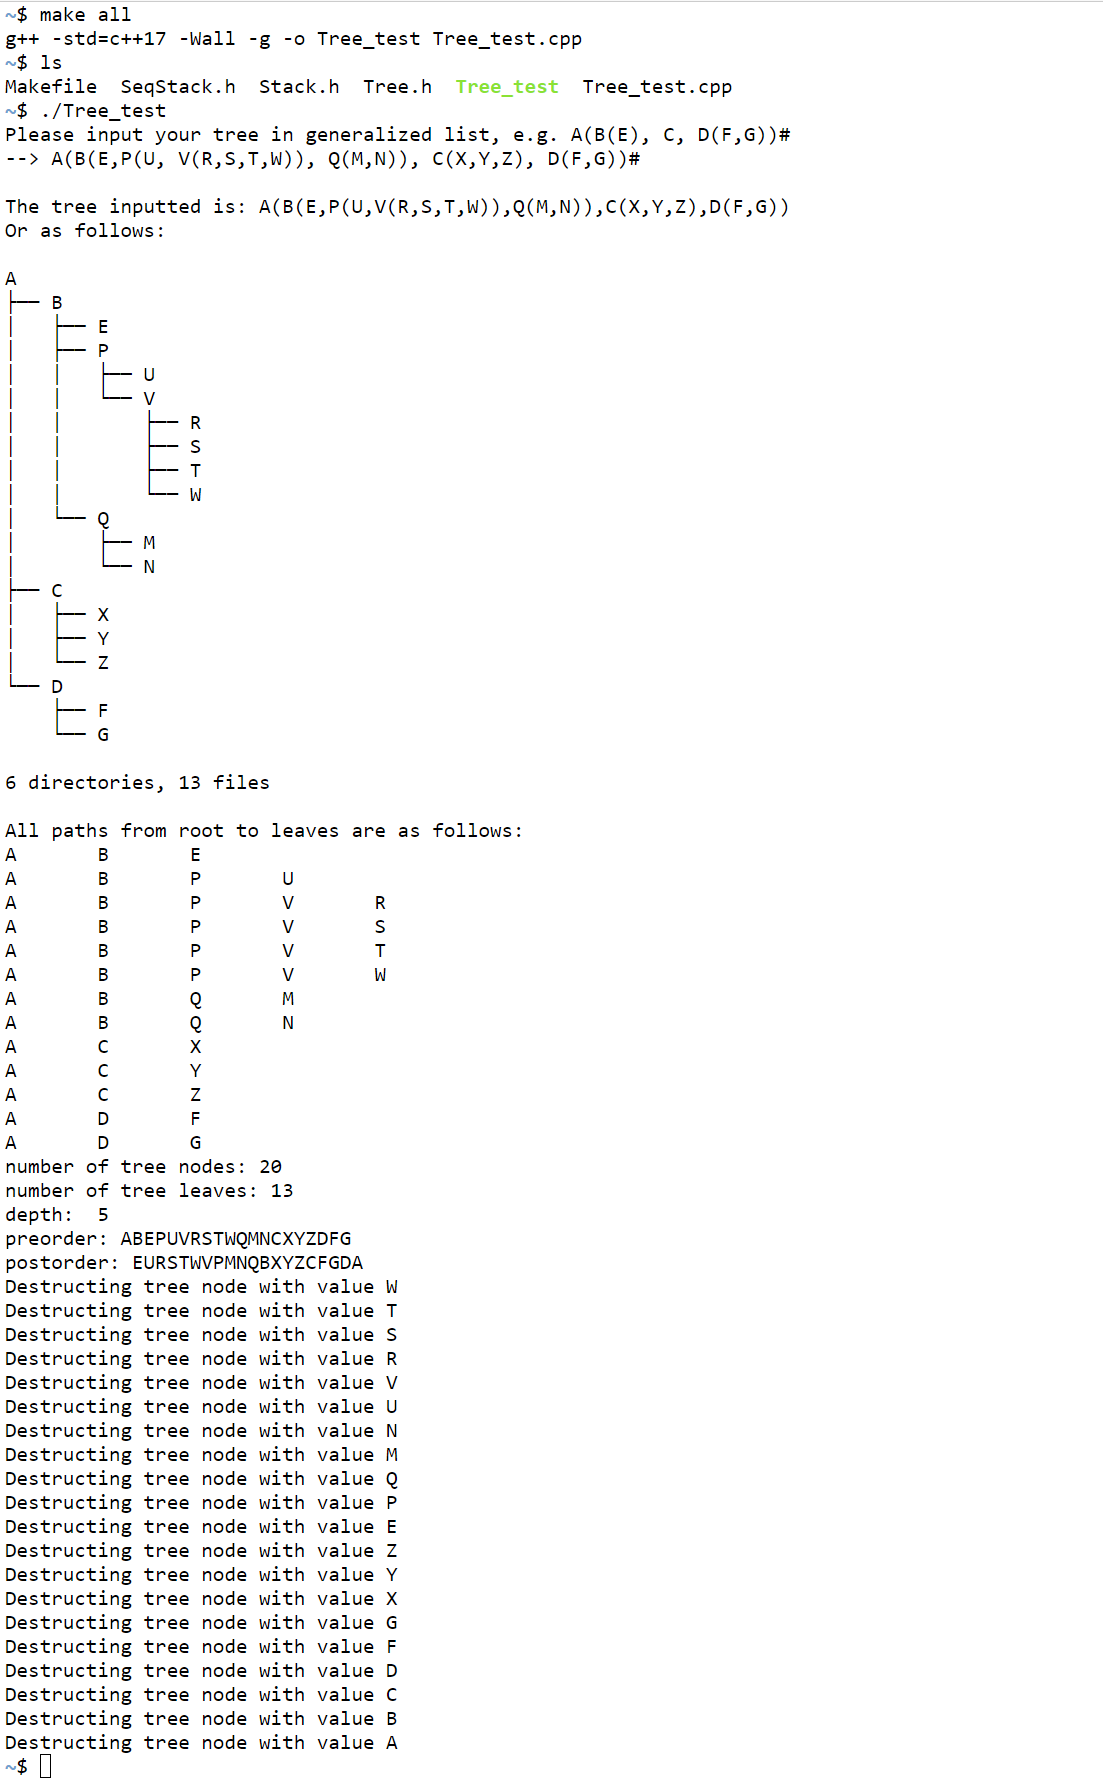 ~$ make all
g++ -std=c++17 -Wall -g -o Tree_test Tree_test.cpp
~$ ls
Makefile  SeqStack.h  Stack.h  Tree.h  Tree_test  Tree_test.cpp
~$ ./Tree_test
Please input your tree in generalized list, e.g. A(B(E), C, D(F,G))#
--> A(B(E,P(U, V(R,S,T,W)), Q(M,N)), C(X,Y,Z), D(F,G))#

The tree inputted is: A(B(E,P(U,V(R,S,T,W)),Q(M,N)),C(X,Y,Z),D(F,G))
Or as follows:

A
├── B
│   ├── E
│   ├── P
│   │   ├── U
│   │   └── V
│   │       ├── R
│   │       ├── S
│   │       ├── T
│   │       └── W
│   └── Q
│       ├── M
│       └── N
├── C
│   ├── X
│   ├── Y
│   └── Z
└── D
    ├── F
    └── G

6 directories, 13 files

All paths from root to leaves are as follows:
A       B       E
A       B       P       U
A       B       P       V       R
A       B       P       V       S
A       B       P       V       T
A       B       P       V       W
A       B       Q       M
A       B       Q       N
A       C       X
A       C       Y
A       C       Z
A       D       F
A       D       G
number of tree nodes: 20
number of tree leaves: 13
depth:  5
preorder: ABEPUVRSTWQMNCXYZDFG
postorder: EURSTWVPMNQBXYZCFGDA
Destructing tree node with value W
Destructing tree node with value T
Destructing tree node with value S
Destructing tree node with value R
Destructing tree node with value V
Destructing tree node with value U
Destructing tree node with value N
Destructing tree node with value M
Destructing tree node with value Q
Destructing tree node with value P
Destructing tree node with value E
Destructing tree node with value Z
Destructing tree node with value Y
Destructing tree node with value X
Destructing tree node with value G
Destructing tree node with value F
Destructing tree node with value D
Destructing tree node with value C
Destructing tree node with value B
Destructing tree node with value A
~$